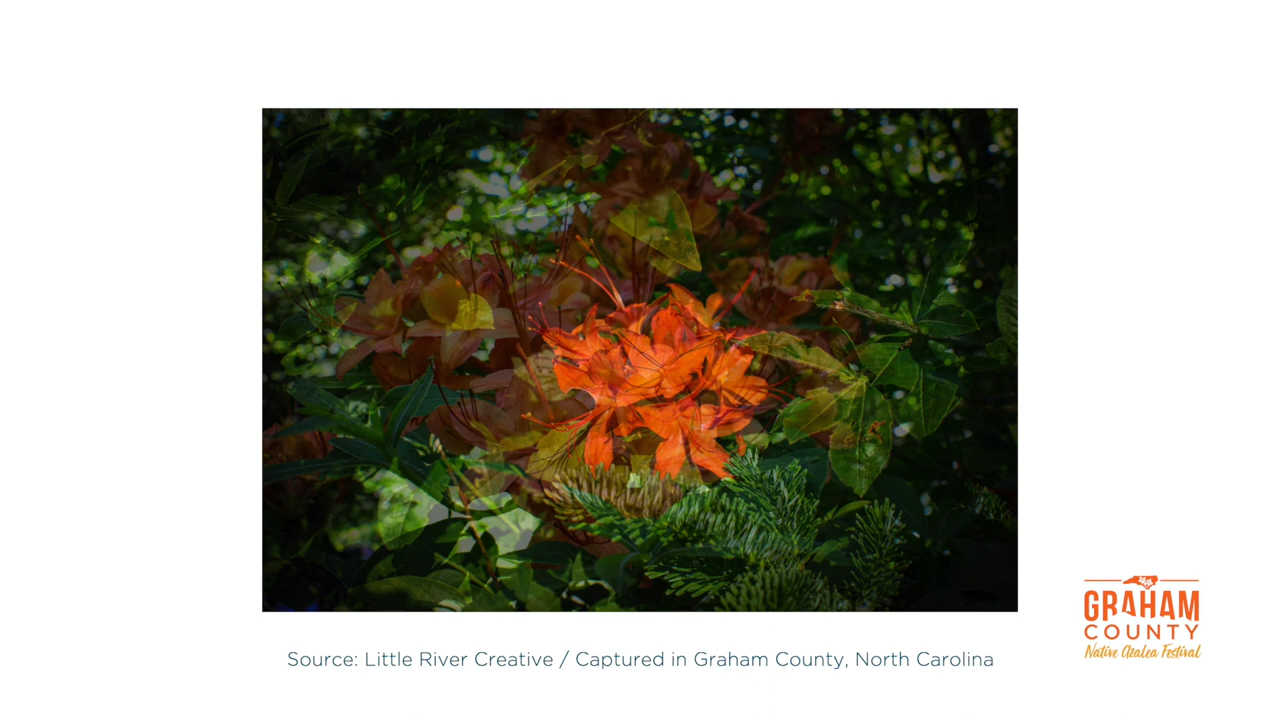 Source: Little River Creative / Captured in Graham County, North Carolina
GRAHAM
COUNTY
Native Azalea Festival